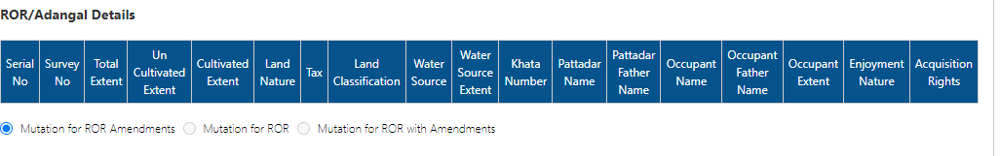 ROR/Adangal Details
Serial No | Survey No | Total Extent | Un Cultivated Extent | Cultivated Extent | Land Nature | Tax | Land Classification | Water Source | Water Source Extent | Khata Number | Pattadar Name | Pattadar Father Name | Occupant Name | Occupant Father Name | Occupant Extent | Enjoyment Nature | Acquisition Rights
Mutation for ROR Amendments Mutation for ROR Mutation for ROR with Amendments